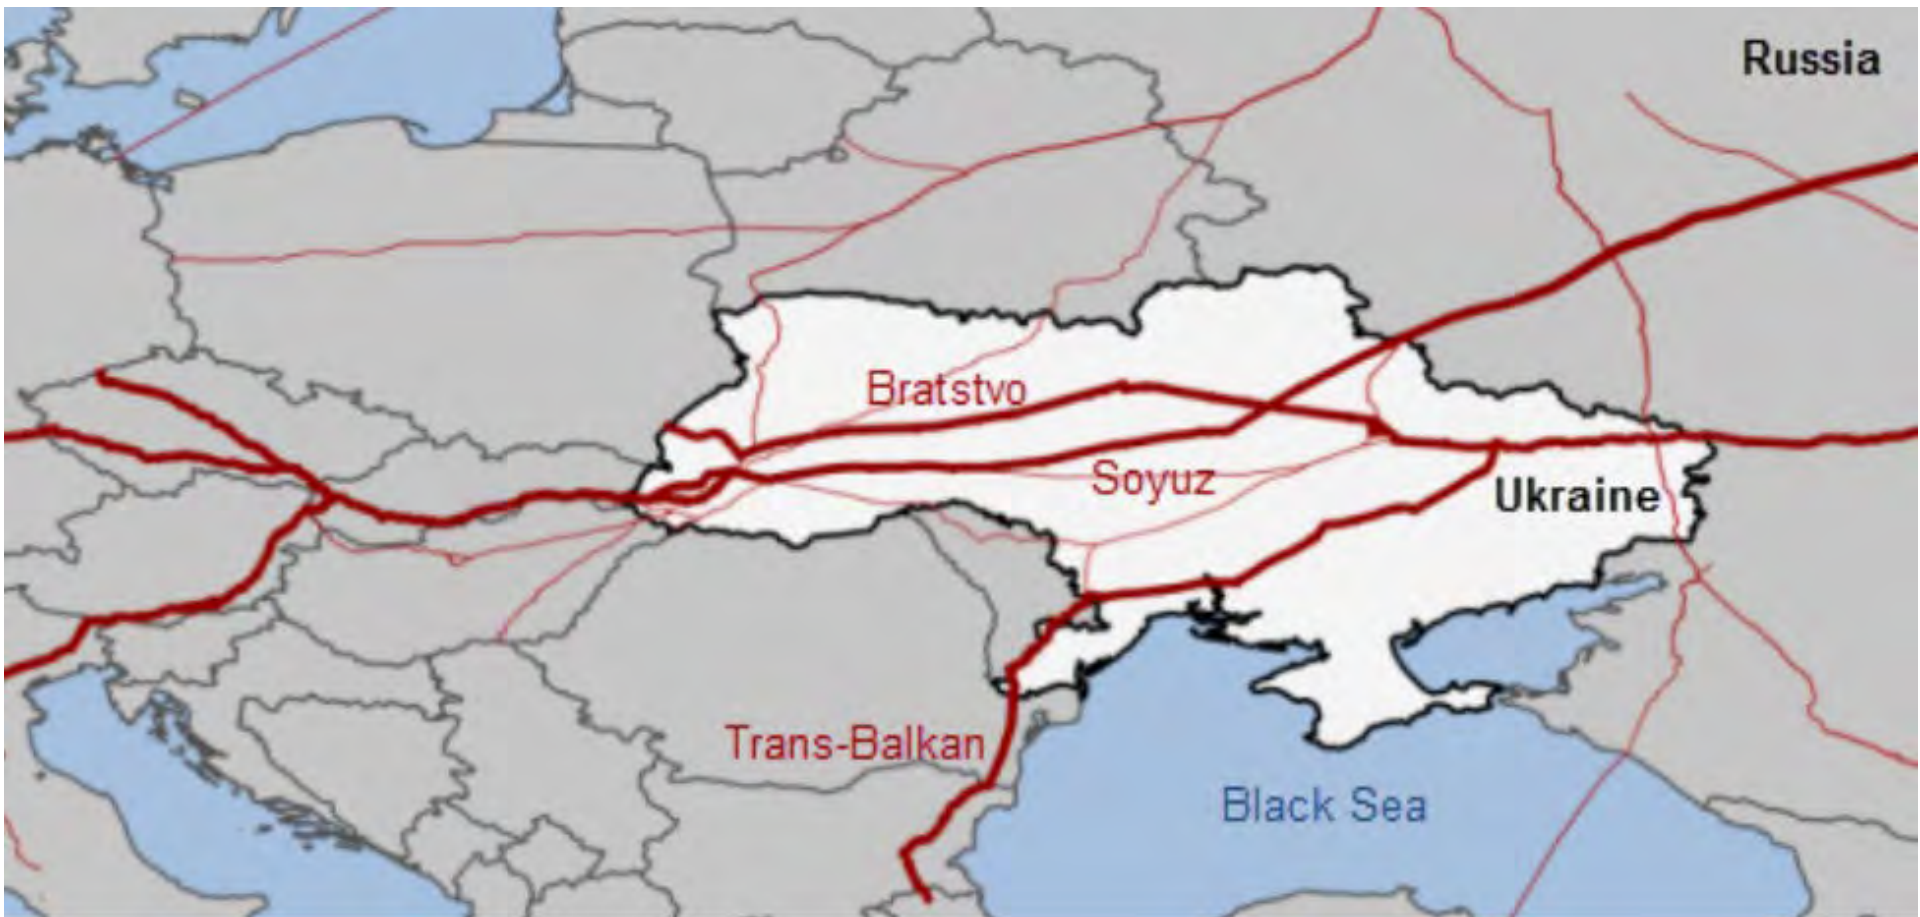 Russia
Bratstvo
Soyuz
Ukraine
Trans-Balkan
Black Sea